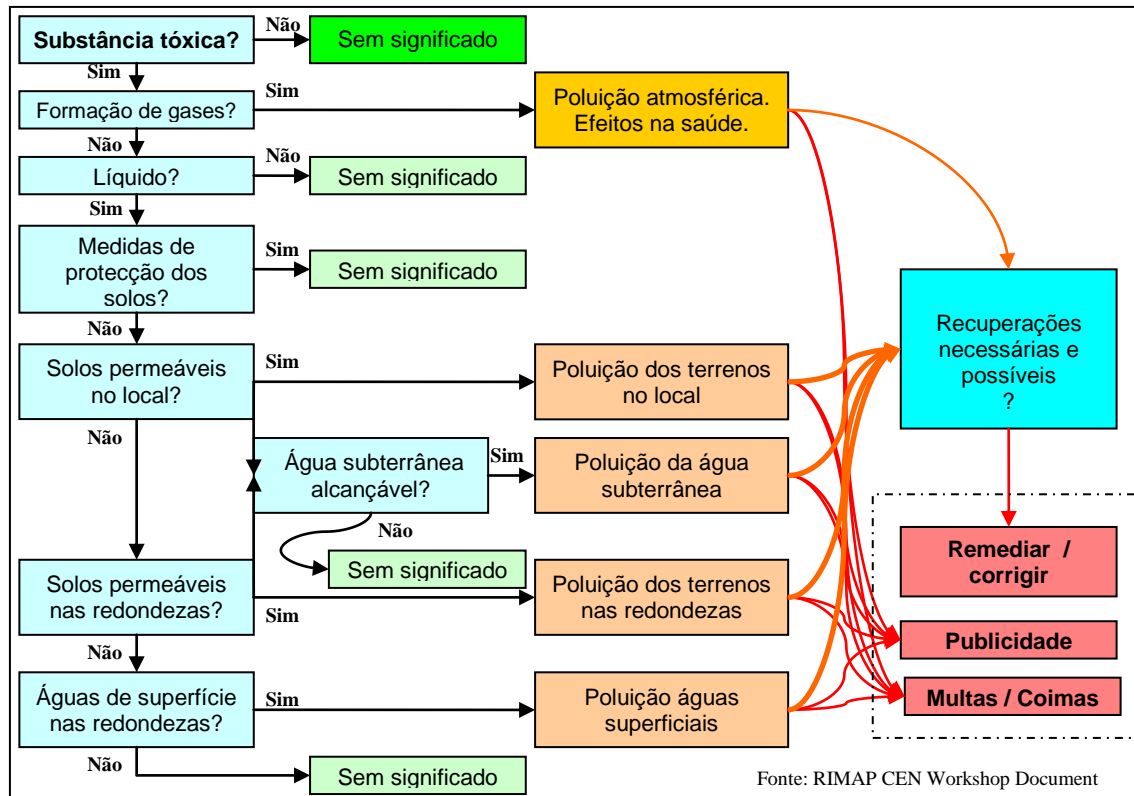 Substância tóxica?
Não
Sem significado
Sim
Formação de gases?
Sim
Poluição atmosférica.
Efeitos na saúde.
Não
Líquido?
Não
Sem significado
Sim
Medidas de
protecção dos
solos?
Sim
Sem significado
Não
Recuperações
necessárias e
possíveis
?
Solos permeáveis
no local?
Sim
Poluição dos terrenos
no local
Não
Água subterrânea
alcançável?
Sim
Poluição da água
subterrânea
Não
Sem significado
Remediar /
corrigir
Solos permeáveis
nas redondezas?
Sim
Poluição dos terrenos
nas redondezas
Publicidade
Não
Águas de superfície
nas redondezas?
Sim
Poluição águas
superficiais
Multas / Coimas
Não
Sem significado
Fonte: RIMAP CEN Workshop Document